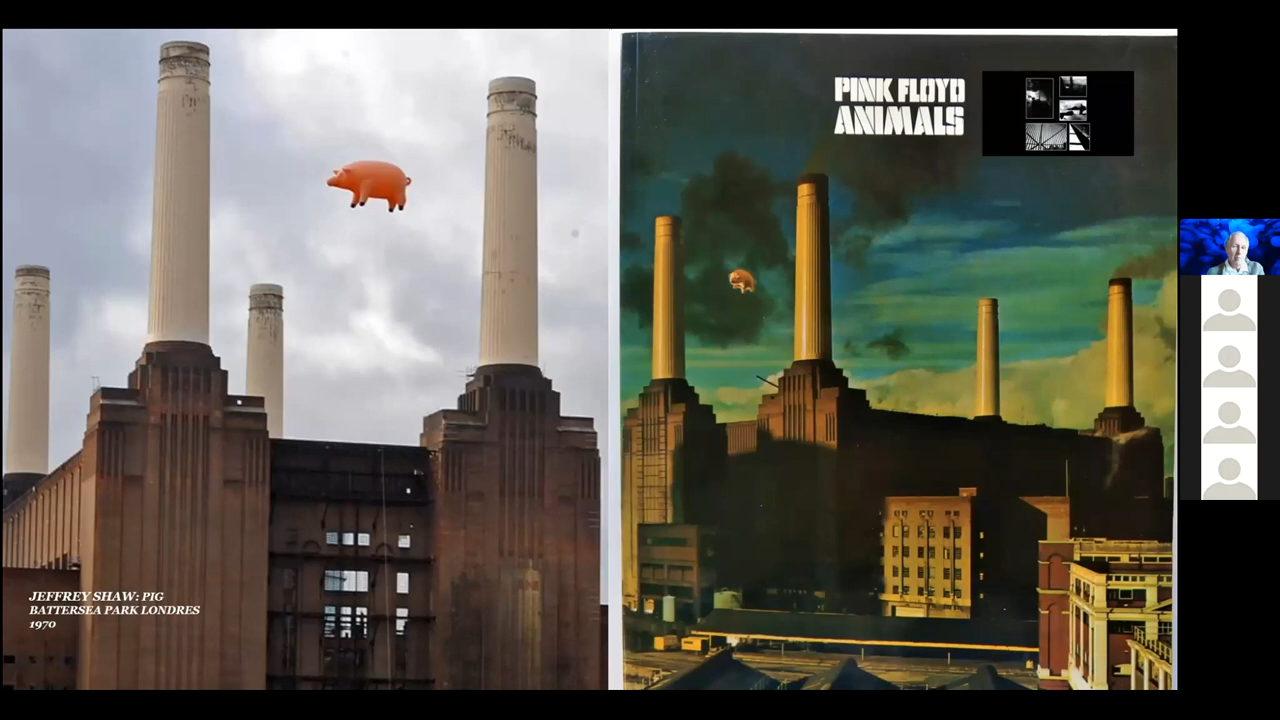 JEFFREY SHAW: PIG
BATTERSEA PARK LONDRES
1970
PINK FLOYD
ANIMALS